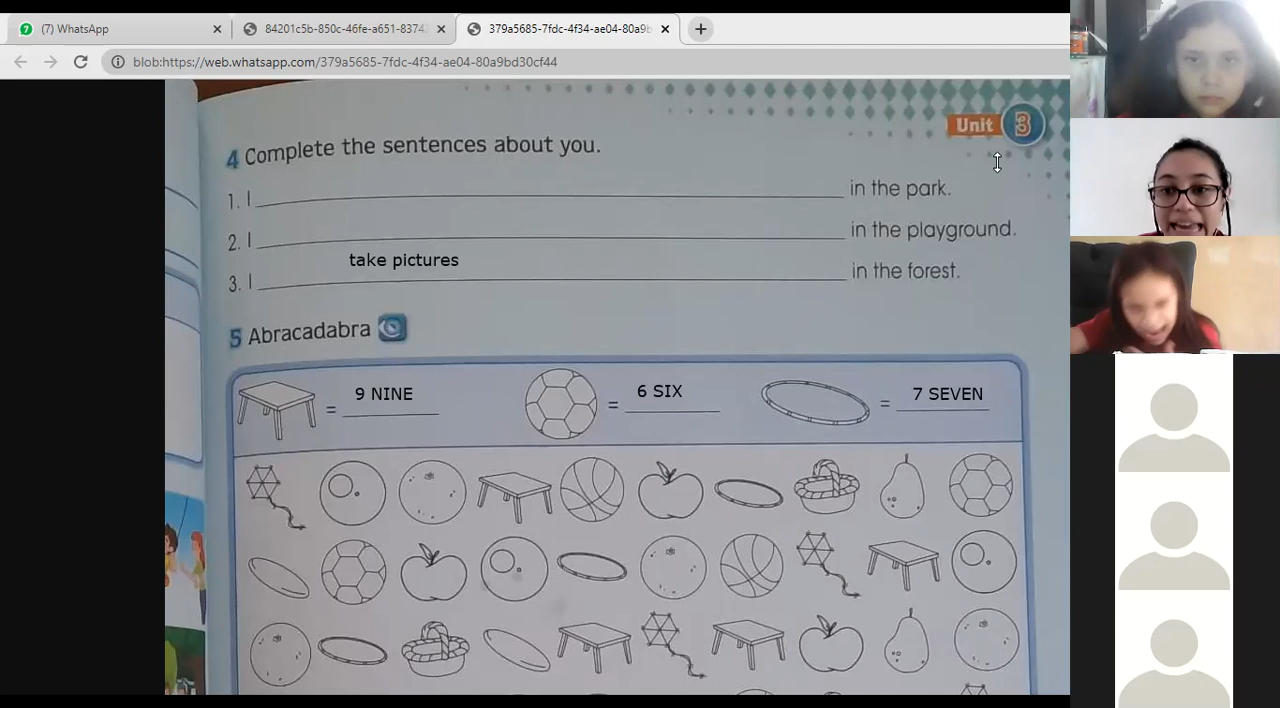 (7) WhatsApp
84201c5b-850c-46fe-a651-83742
379a5685-7fdc-4f34-ae04-80a9b
blob:https://web.whatsapp.com/379a5685-7fdc-4f34-ae04-80a9bd30cf44
Unit 3
4 Complete the sentences about you.
1. I in the park.
2. I in the playground.
3. I take pictures in the forest.
5 Abracadabra
= 9 NINE = 6 SIX = 7 SEVEN